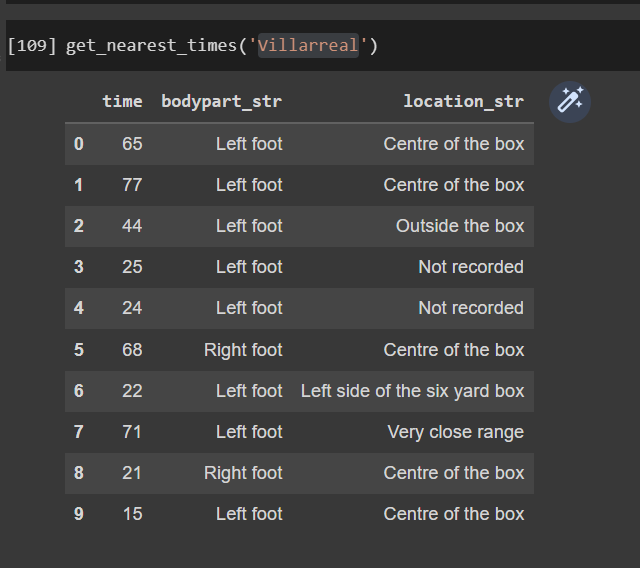 [109] get_nearest_times('Villarreal')
time bodypart_str location_str
0 65 Left foot Centre of the box
1 77 Left foot Centre of the box
2 44 Left foot Outside the box
3 25 Left foot Not recorded
4 24 Left foot Not recorded
5 68 Right foot Centre of the box
6 22 Left foot Left side of the six yard box
7 71 Left foot Very close range
8 21 Right foot Centre of the box
9 15 Left foot Centre of the box